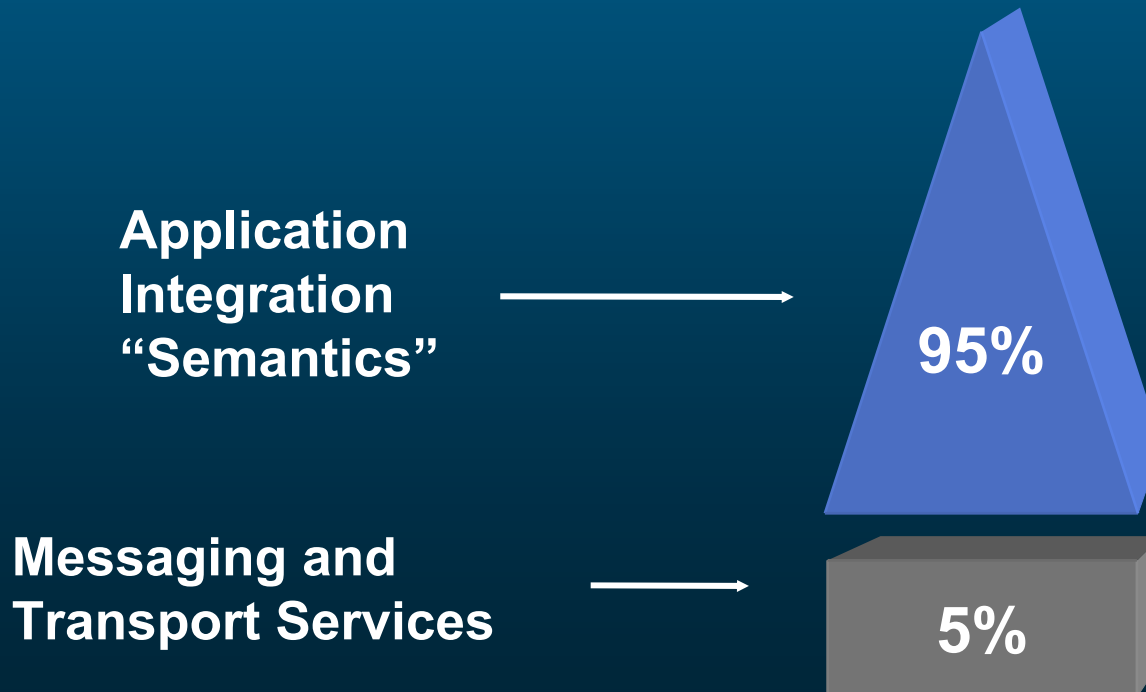 Application
Integration
“Semantics”
95%
Messaging and
Transport Services
5%